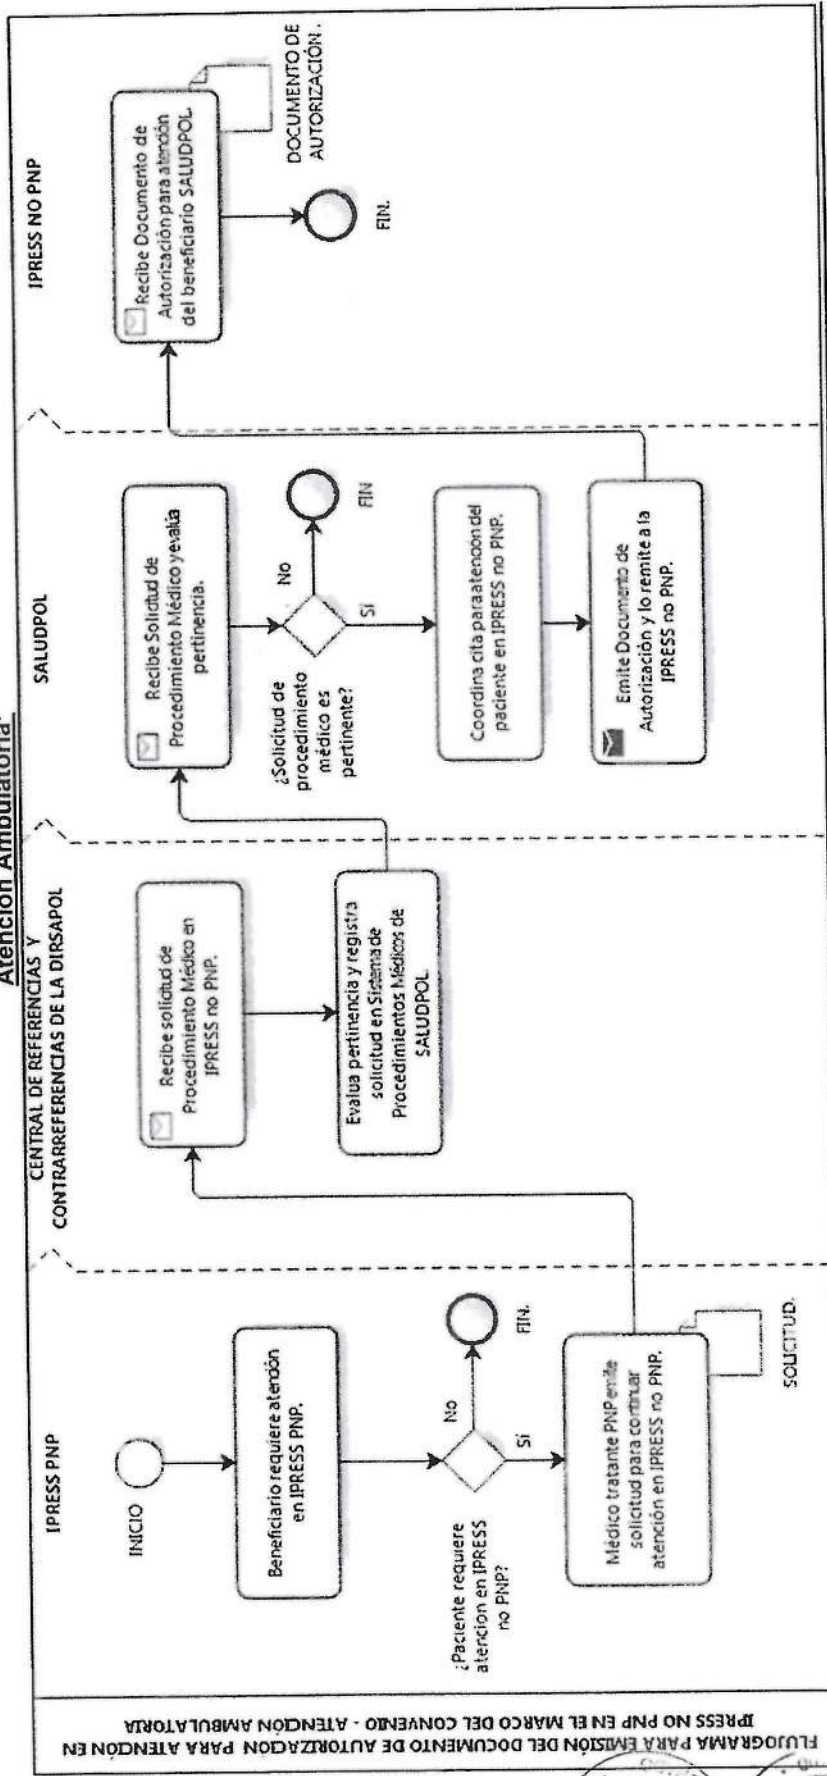 Atención Ambulatoria
FLUJOGRAMA PARA EMISIÓN DEL DOCUMENTO DE AUTORIZACIÓN PARA ATENCIÓN EN
IPRESS NO PNP EN EL MARCO DEL CONVENIO - ATENCIÓN AMBULATORIA
IPRESS PNP
INICIO
Beneficiario requiere atención
en IPRESS PNP.
¿Paciente requiere
atencion en IPRESS
no PNP?
No
FIN.
Sí
Médico tratante PNP emite
solicitud para continuar
atención en IPRESS no PNP.
SOLICITUD.
CENTRAL DE REFERENCIAS Y
CONTRARREFERENCIAS DE LA DIRSAPOL
Recibe solicitud de
Procedimiento Médico en
IPRESS no PNP.
Evalua pertinencia y registra
solicitud en Sistema de
Procedimientos Médicos de
SALUDPOL.
SALUDPOL
Recibe Solicitud de
Procedimiento Médico y evalúa
pertinencia.
¿Solicitud de
procedimiento
médico es
pertinente?
No
FIN
Sí
Coordina cita para atencion del
paciente en IPRESS no PNP.
Emite Documento de
Autorización y lo remite a la
IPRESS no PNP.
IPRESS NO PNP
Recibe Documento de
Autorización para atención
del beneficiario SALUDPOL.
DOCUMENTO DE
AUTORIZACIÓN.
FIN.